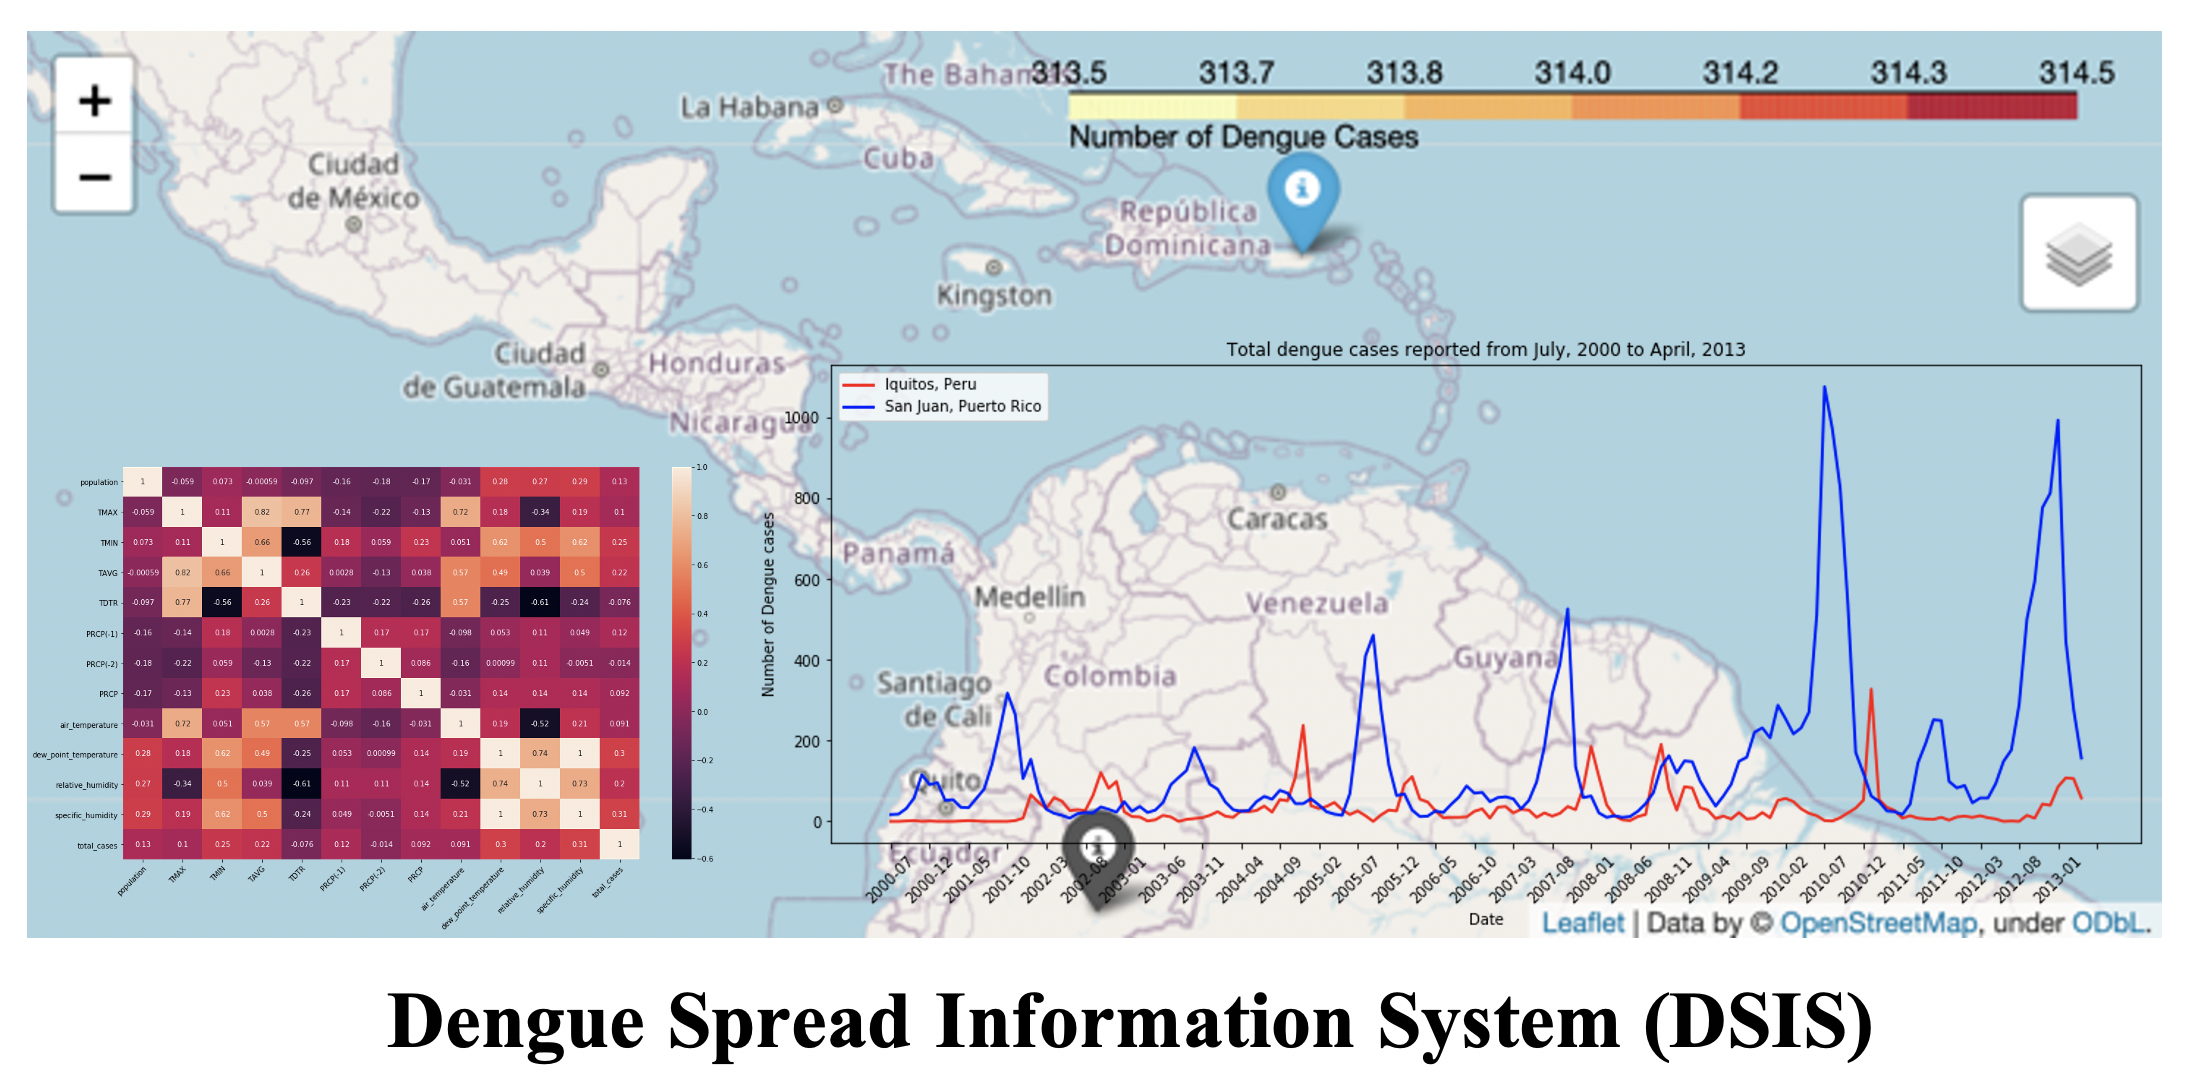 +
−
The Bahamas
La Habana
Cuba
Ciudad
de México
República
Dominicana
Kingston
Ciudad
de Guatemala
Honduras
Nicaragua
Panamá
Caracas
Medellín
Venezuela
Guyana
Colombia
Santiago
de Cali
Quito
Ecuador
313.5 313.7 313.8 314.0 314.2 314.3 314.5
Number of Dengue Cases
Total dengue cases reported from July, 2000 to April, 2013
Iquitos, Peru
San Juan, Puerto Rico
Number of Dengue cases
1000
800
600
400
200
0
2000-07 2000-12 2001-05 2001-10 2002-03 2002-08 2003-01 2003-06 2003-11 2004-04 2004-09 2005-02 2005-07 2005-12 2006-05 2006-10 2007-03 2007-08 2008-01 2008-06 2008-11 2009-04 2009-09 2010-02 2010-07 2010-12 2011-05 2011-10 2012-03 2012-08 2013-01
Date
population 1 -0.059 0.073 -0.00059 -0.097 -0.16 -0.18 -0.17 -0.031 0.28 0.27 0.29 0.13
TMAX -0.059 1 0.11 0.82 0.77 -0.14 -0.22 -0.13 0.72 0.18 -0.34 0.19 0.1
TMIN 0.073 0.11 1 0.66 -0.56 0.18 0.059 0.23 0.051 0.62 0.5 0.62 0.25
TAVG -0.00059 0.82 0.66 1 0.26 0.0028 -0.13 0.038 0.57 0.49 0.039 0.5 0.22
TDTR -0.097 0.77 -0.56 0.26 1 -0.23 -0.22 -0.26 0.57 -0.25 -0.61 -0.24 -0.076
PRCP(-1) -0.16 -0.14 0.18 0.0028 -0.23 1 0.17 0.17 -0.098 0.053 0.11 0.049 0.12
PRCP(-2) -0.18 -0.22 0.059 -0.13 -0.22 0.17 1 0.086 -0.16 0.00099 0.11 -0.0051 -0.014
PRCP -0.17 -0.13 0.23 0.038 -0.26 0.17 0.086 1 -0.031 0.14 0.14 0.14 0.092
air_temperature -0.031 0.72 0.051 0.57 0.57 -0.098 -0.16 -0.031 1 0.19 -0.52 0.21 0.091
dew_point_temperature 0.28 0.18 0.62 0.49 -0.25 0.053 0.00099 0.14 0.19 1 0.74 1 0.3
relative_humidity 0.27 -0.34 0.5 0.039 -0.61 0.11 0.11 0.14 -0.52 0.74 1 0.73 0.2
specific_humidity 0.29 0.19 0.62 0.5 -0.24 0.049 -0.0051 0.14 0.21 1 0.73 1 0.31
total_cases 0.13 0.1 0.25 0.22 -0.076 0.12 -0.014 0.092 0.091 0.3 0.2 0.31 1
population TMAX TMIN TAVG TDTR PRCP(-1) PRCP(-2) PRCP air_temperature dew_point_temperature relative_humidity specific_humidity total_cases
1.0
0.8
0.6
0.4
0.2
0.0
−0.2
−0.4
−0.6
Leaflet | Data by © OpenStreetMap, under ODbL.
Dengue Spread Information System (DSIS)